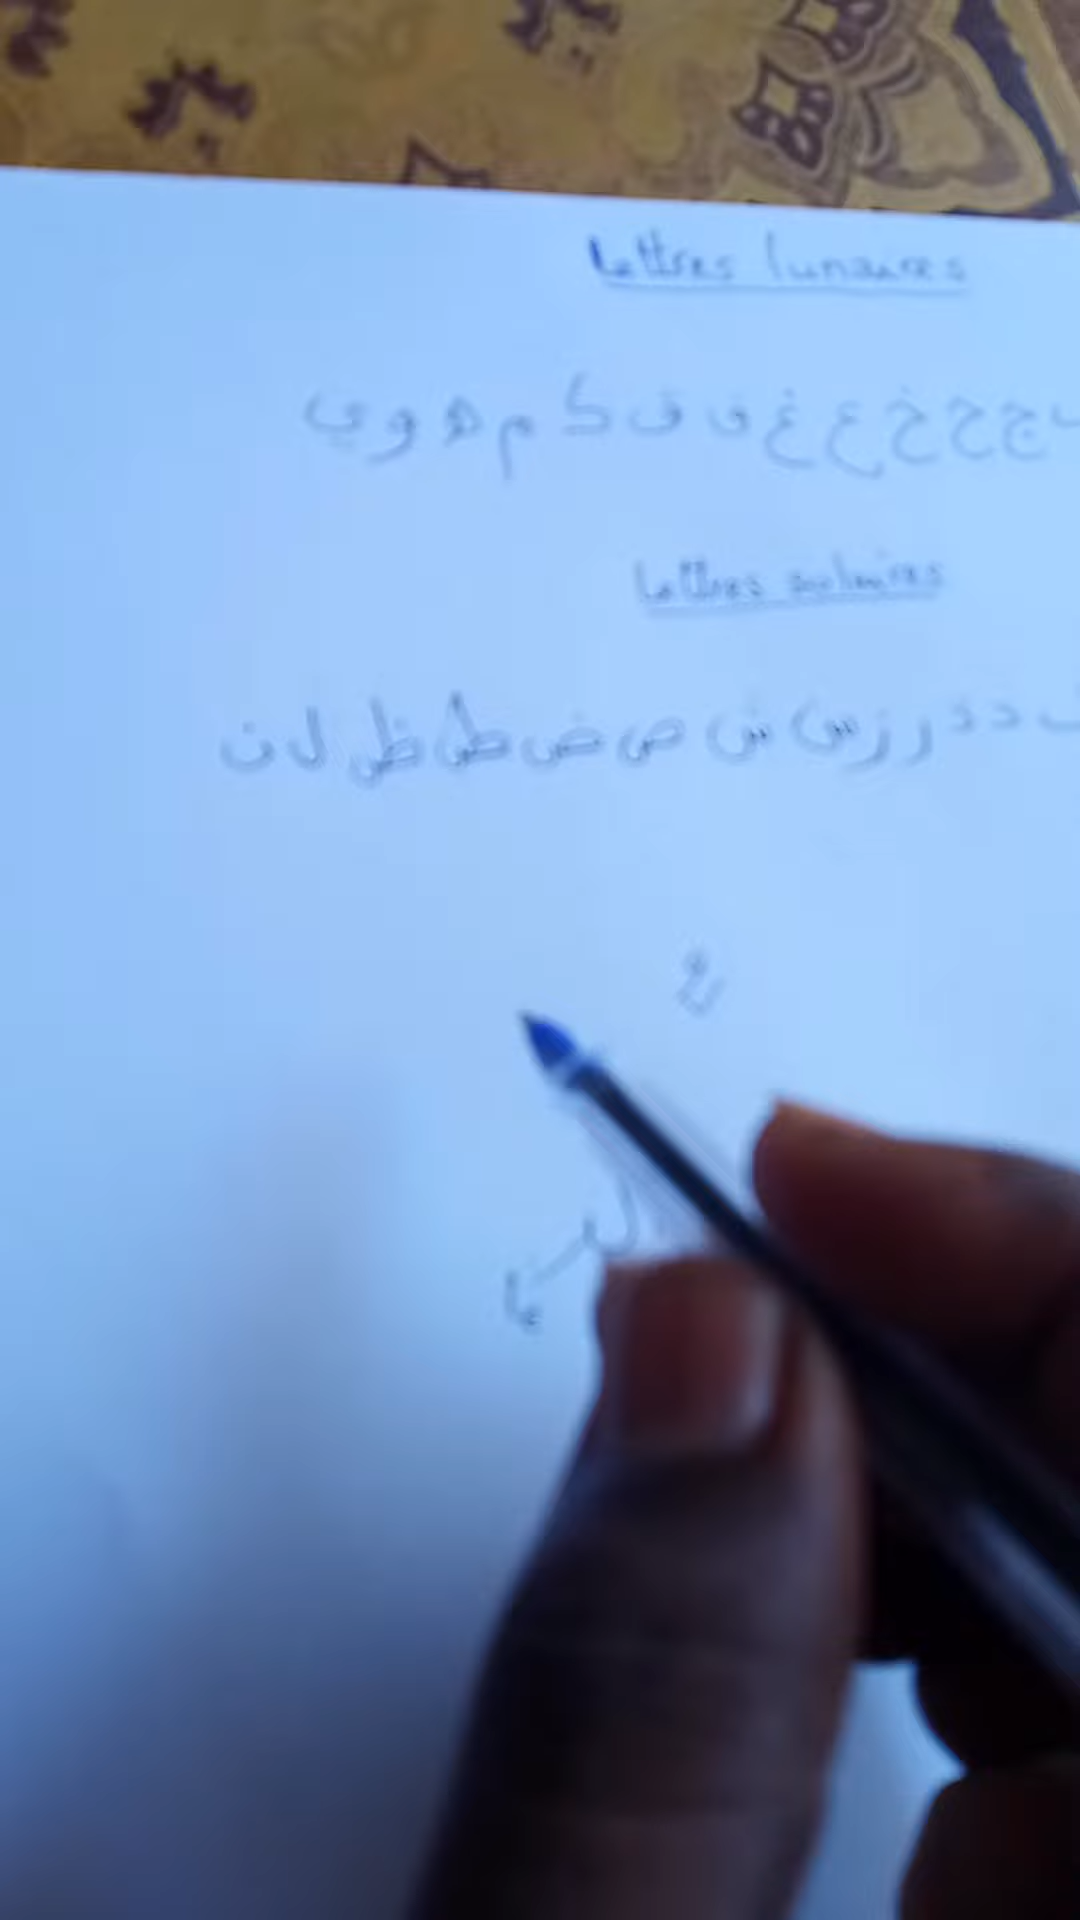 Lettres lunaires
ج ح خ ع غ ف ق ك م ه و ي
Lettres solaires
د ذ ر ز س ش ص ض ط ظ ل ن